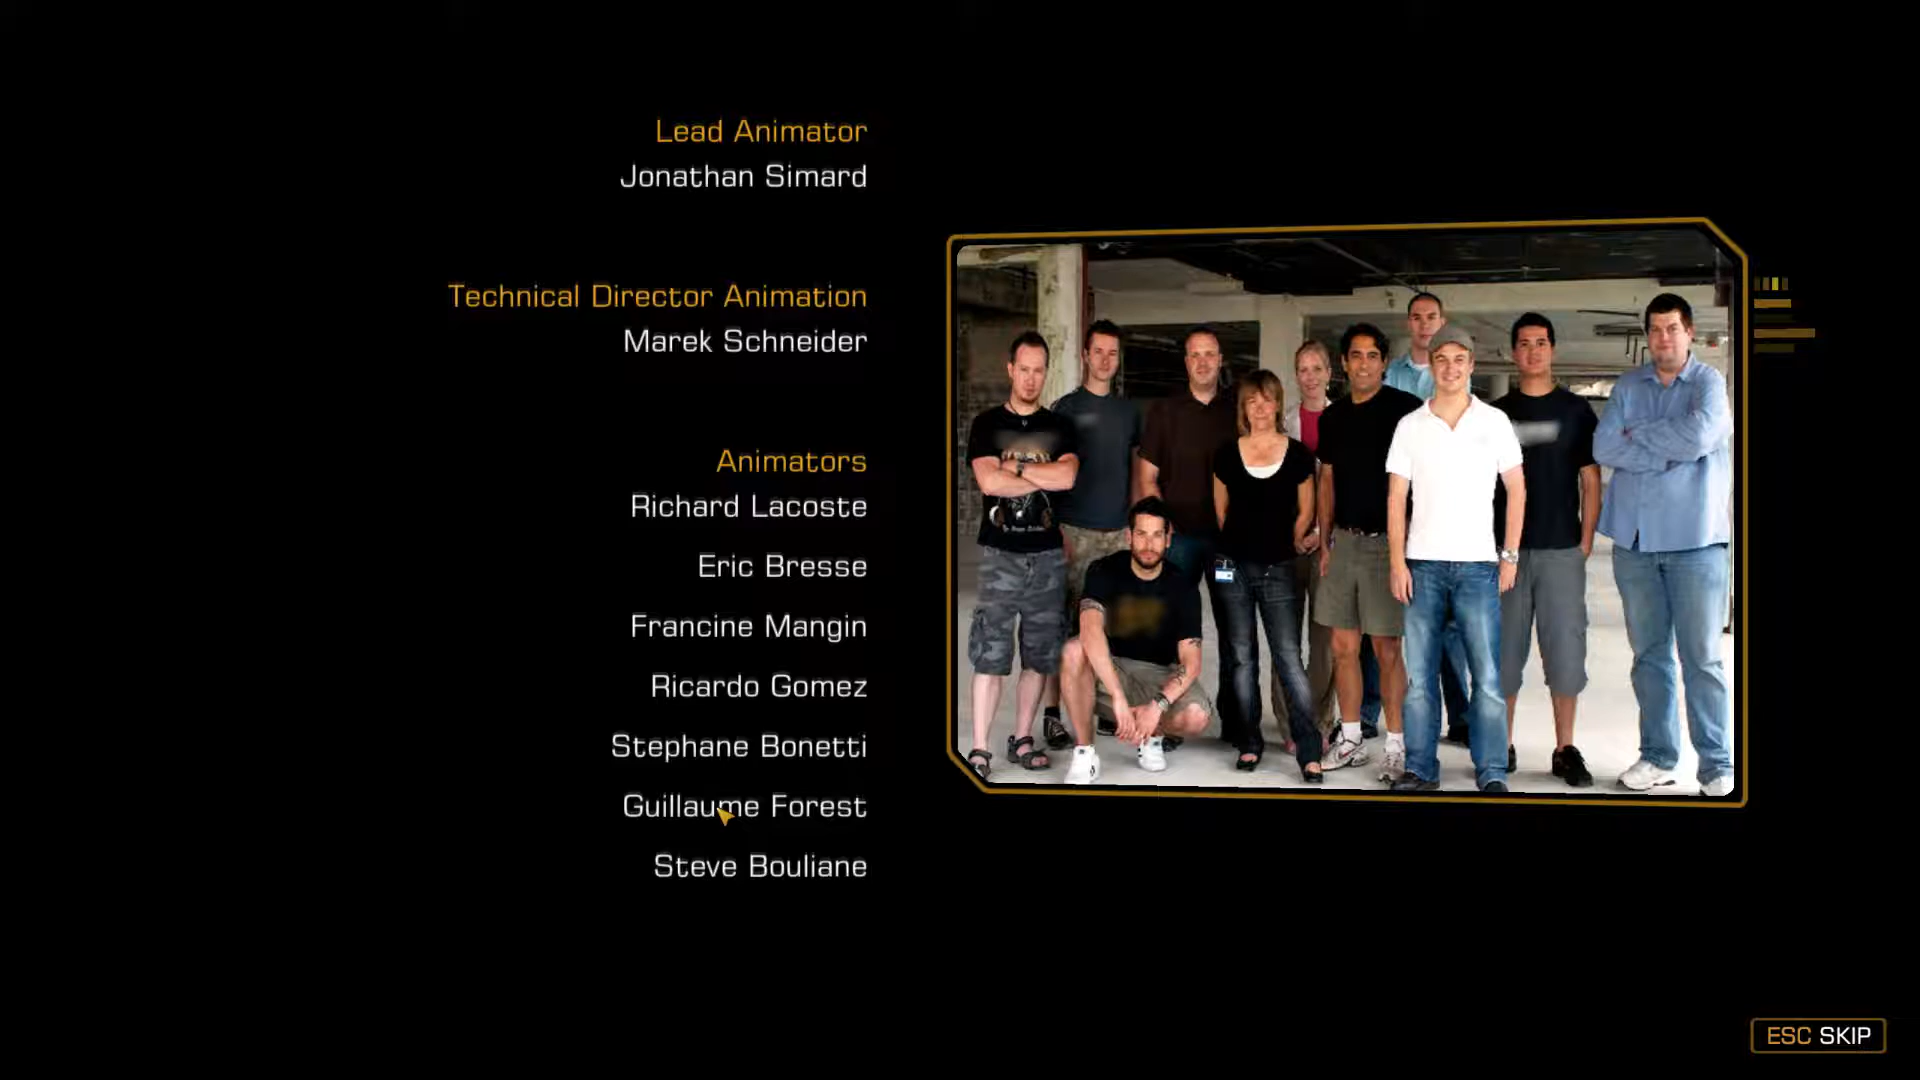 Lead Animator
Jonathan Simard
Technical Director Animation
Marek Schneider
Animators
Richard Lacoste
Eric Bresse
Francine Mangin
Ricardo Gomez
Stephane Bonetti
Guillaume Forest
Steve Bouliane
ESC SKIP